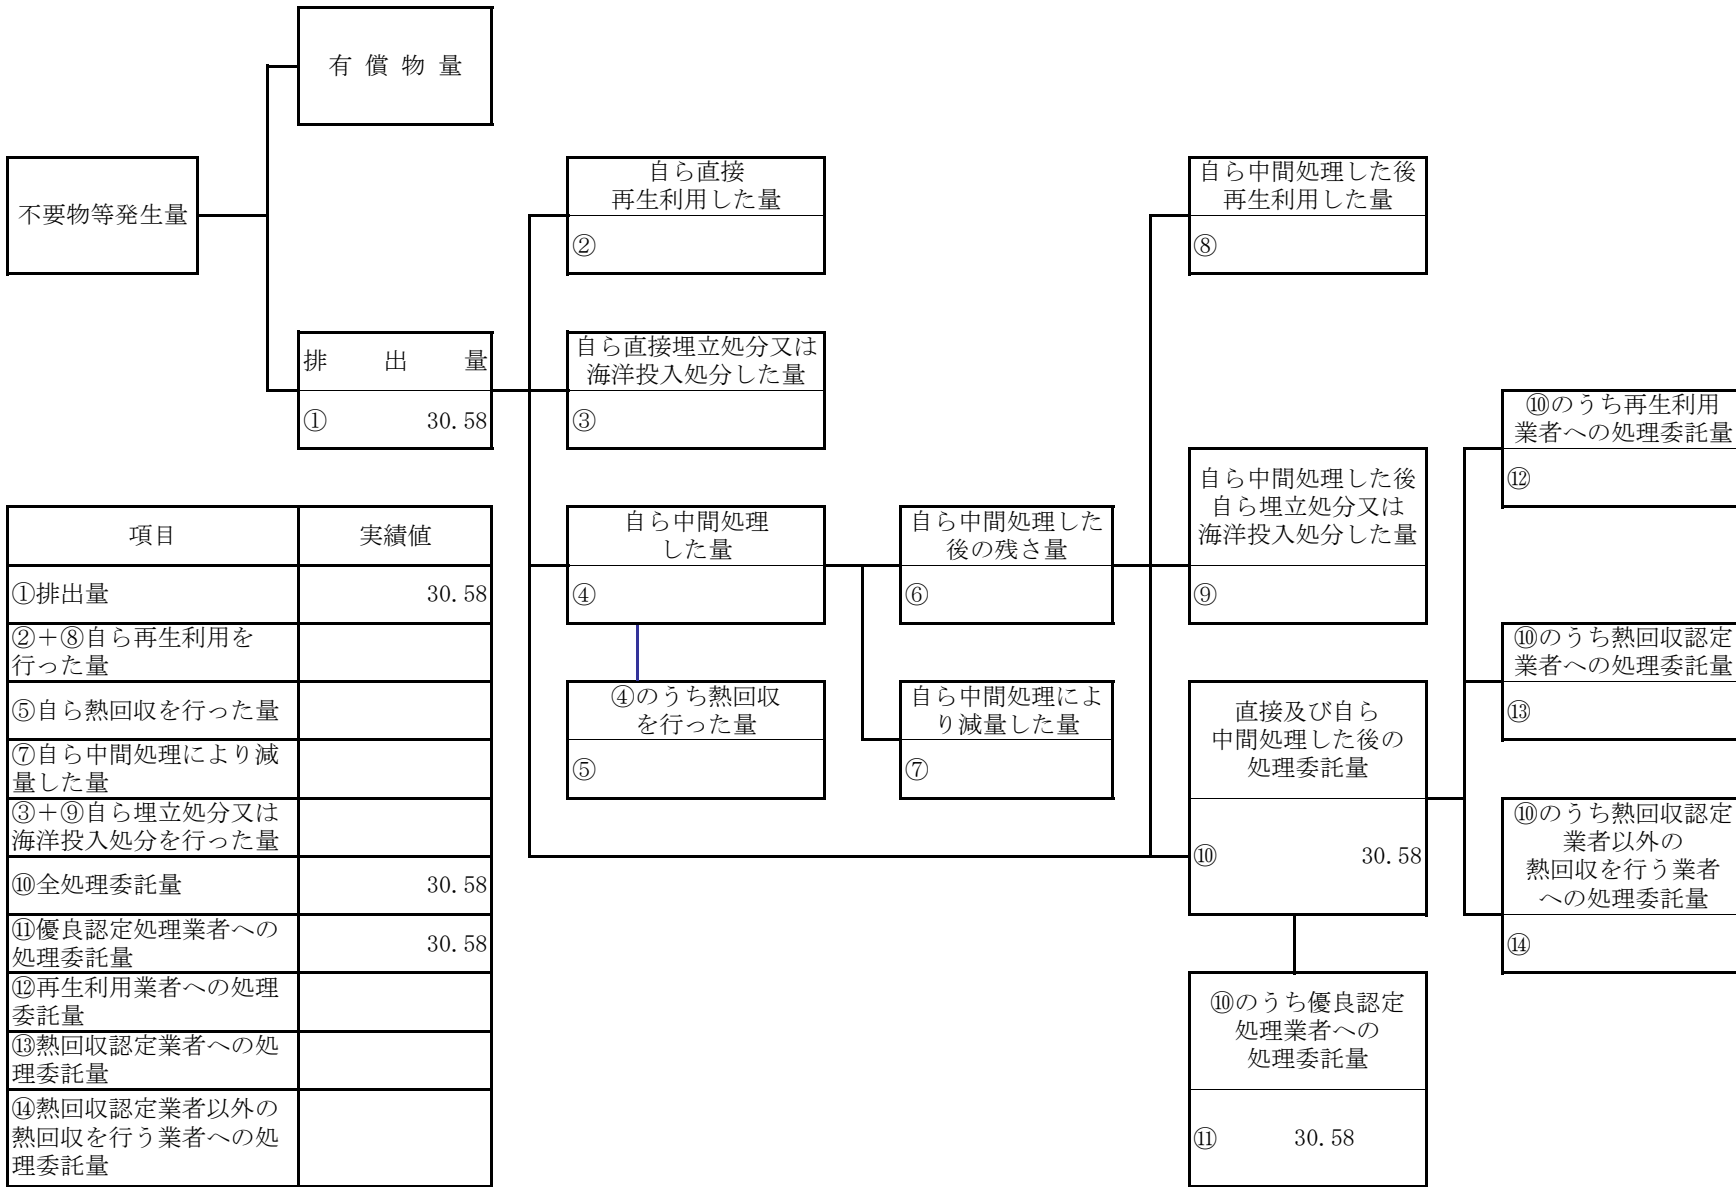 有償物量
不要物等発生量
自ら直接
再生利用した量
②
自ら中間処理した後
再生利用した量
⑧
排出量
① 30.58
自ら直接埋立処分又は
海洋投入処分した量
③
⑩のうち再生利用
業者への処理委託量
⑫
自ら中間処理した後
自ら埋立処分又は
海洋投入処分した量
⑨
自ら中間処理
した量
④
自ら中間処理した
後の残さ量
⑥
⑩のうち熱回収認定
業者への処理委託量
⑬
④のうち熱回収
を行った量
⑤
自ら中間処理によ
り減量した量
⑦
直接及び自ら
中間処理した後の
処理委託量
⑩ 30.58
⑩のうち熱回収認定
業者以外の
熱回収を行う業者
への処理委託量
⑭
⑩のうち優良認定
処理業者への
処理委託量
⑪ 30.58
項目 実績値
①排出量 30.58
②+⑧自ら再生利用を
行った量
⑤自ら熱回収を行った量
⑦自ら中間処理により減
量した量
③+⑨自ら埋立処分又は
海洋投入処分を行った量
⑩全処理委託量 30.58
⑪優良認定処理業者への
処理委託量 30.58
⑫再生利用業者への処理
委託量
⑬熱回収認定業者への処
理委託量
⑭熱回収認定業者以外の
熱回収を行う業者への処
理委託量